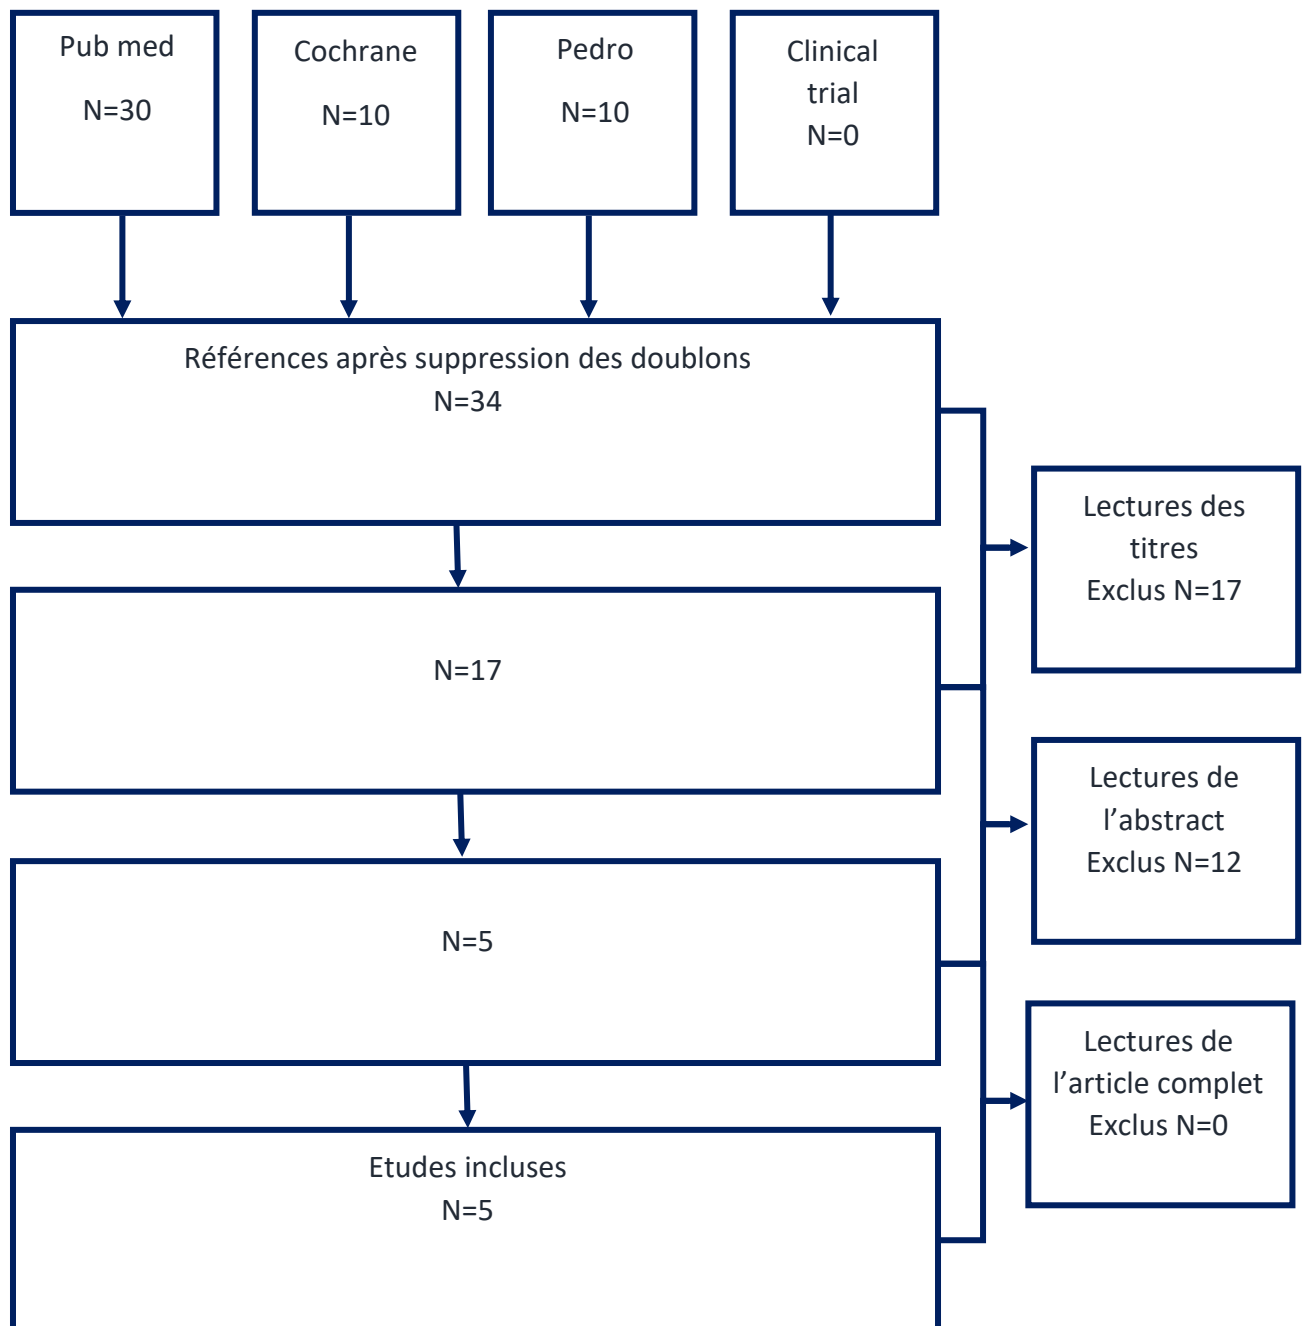 Pub med
N=30
Cochrane
N=10
Pedro
N=10
Clinical
trial
N=0
Références après suppression des doublons
N=34
Lectures des
titres
Exclus N=17
N=17
Lectures de
l’abstract
Exclus N=12
N=5
Lectures de
l’article complet
Exclus N=0
Etudes incluses
N=5